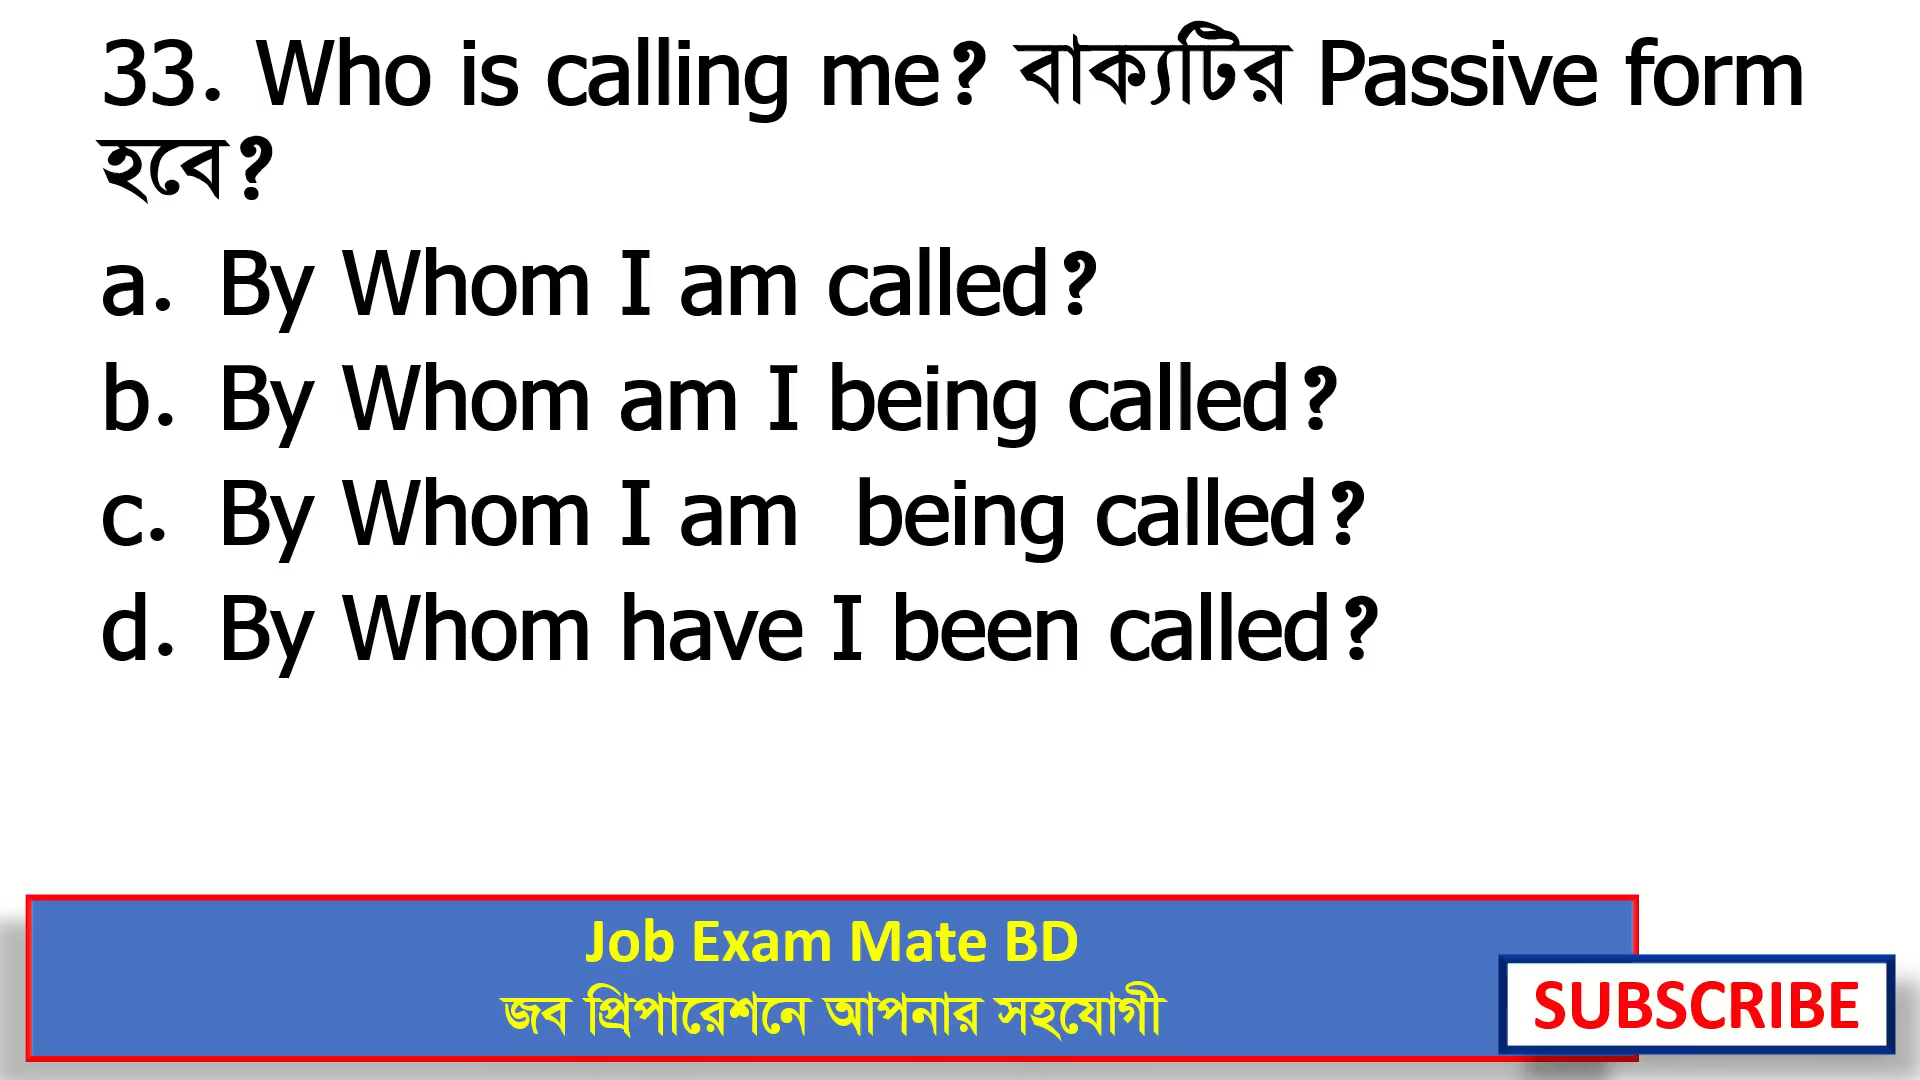 33. Who is calling me? বাক্যটির Passive form
হবে?
a. By Whom I am called?
b. By Whom am I being called?
c. By Whom I am  being called?
d. By Whom have I been called?
Job Exam Mate BD
জব প্রিপারেশনে আপনার সহযোগী
SUBSCRIBE